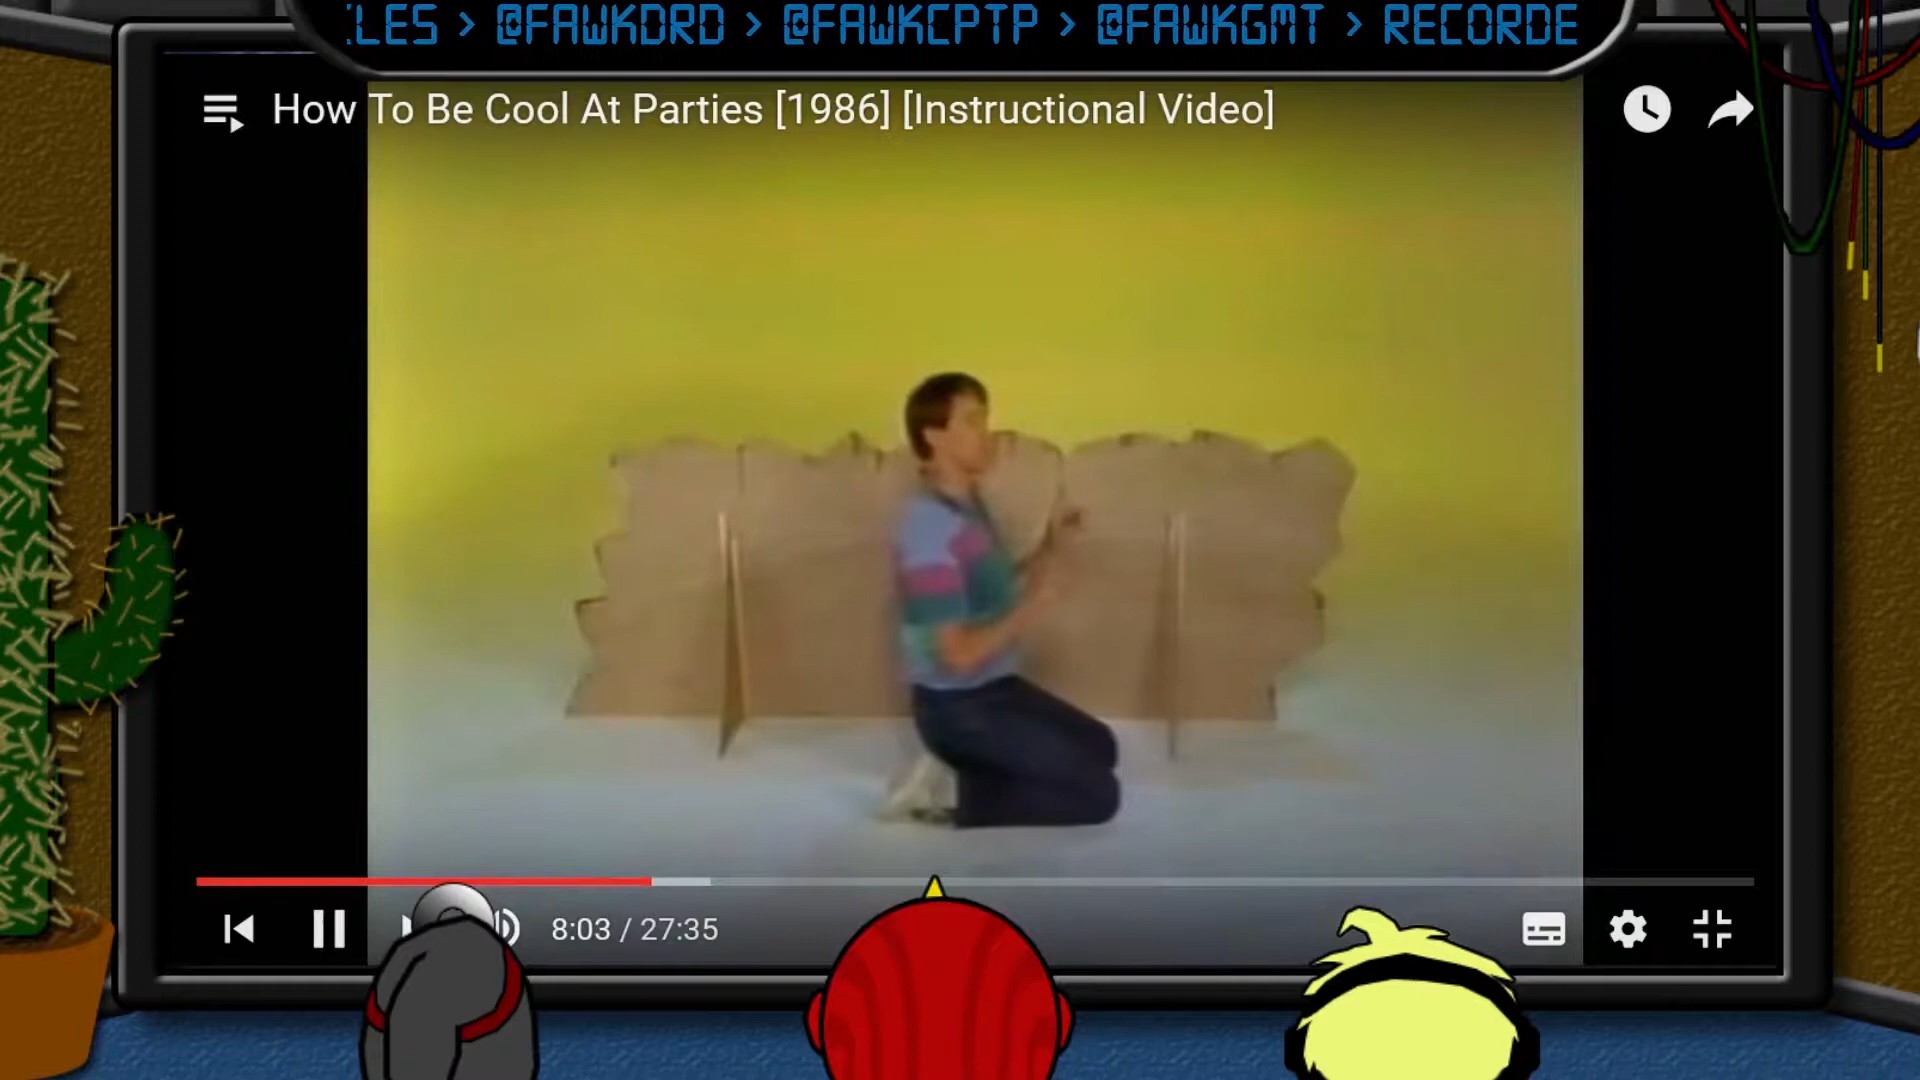 LES > @FAWKDRD > @FAWKCPTP > @FAWKGMT > RECORDE
How To Be Cool At Parties [1986] [Instructional Video]
8:03 / 27:35